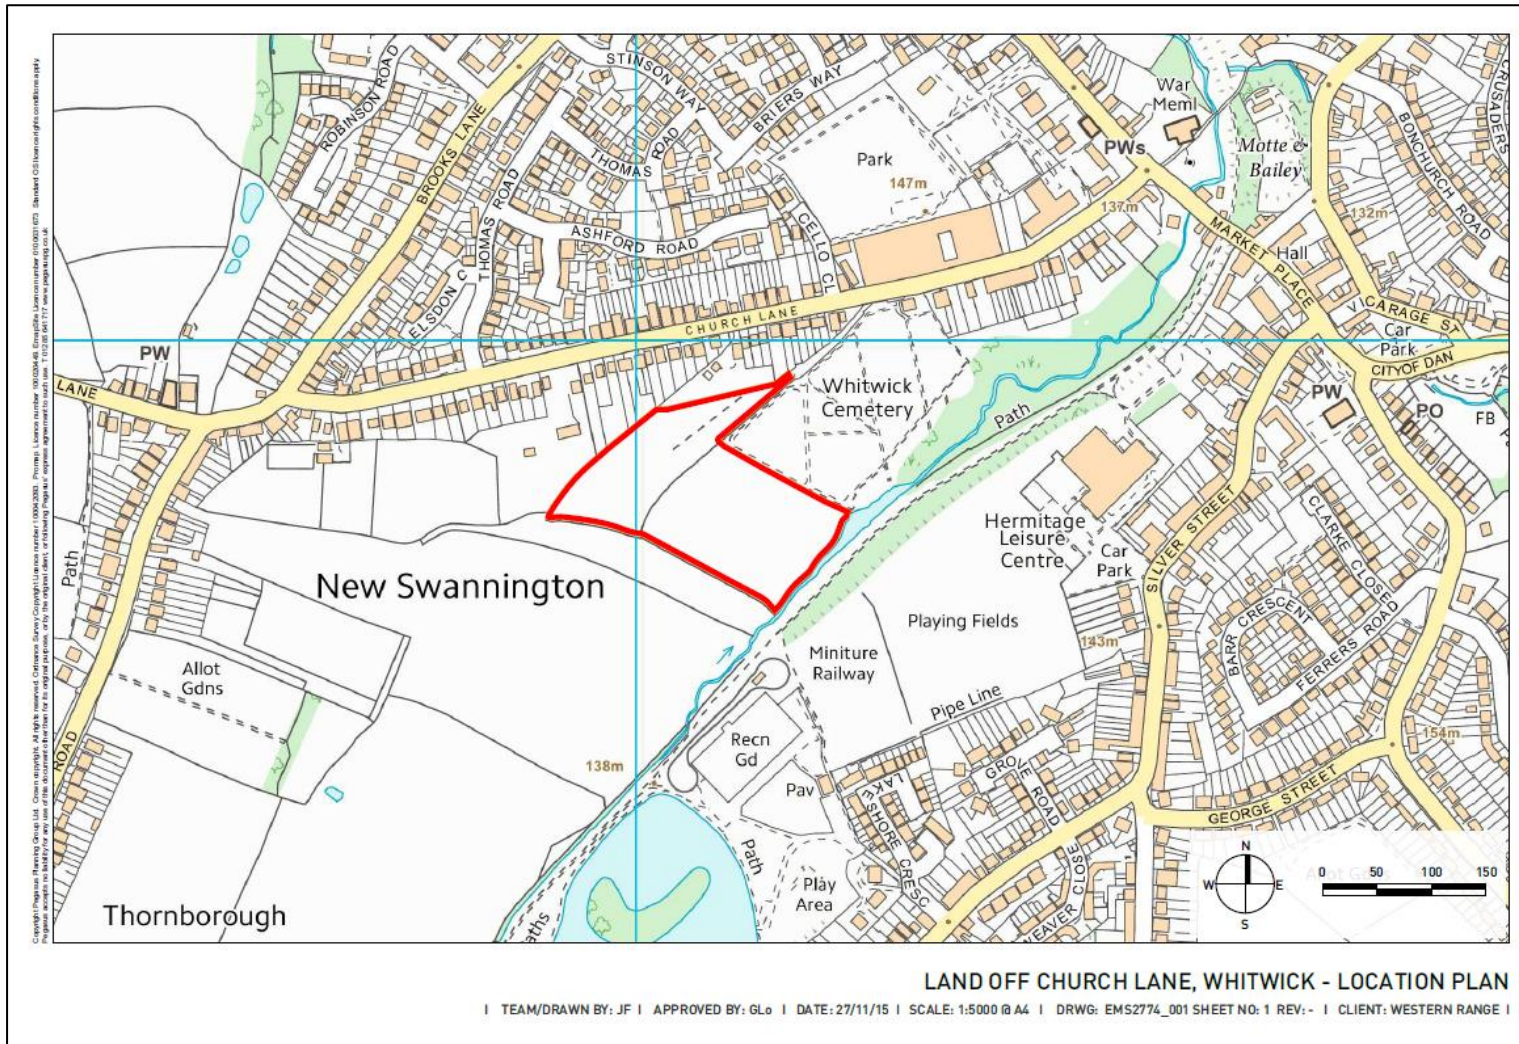 STINSON WAY
BRIERS WAY
ROBINSON ROAD
BROOKS LANE
THOMAS ROAD
THOMAS ROAD
ASHFORD ROAD
ELSDON C
CELLO CL
Park
147m
War
Meml
PWs
Motte &
Bailey
BONCHURCH ROAD
CRUSADERS
137m
132m
MARKET PLACE
Hall
VICARAGE ST
Car
Park
CITY OF DAN
CHURCH LANE
PW
LANE
Whitwick
Cemetery
Path
PW
PO
FB
Hermitage
Leisure
Centre
Car
Park
SILVER STREET
CLARKE CLOSE
BARR CRESCENT
FERRERS ROAD
Path
New Swannington
Playing Fields
143m
Miniture
Railway
Pipe Line
Allot
Gdns
ROAD
138m
Recn
Gd
Pav
LAKESHORE CRESC
GROVE ROAD
154m
GEORGE STREET
Path
Play
Area
WEAVER CLOSE
Paths
Thornborough
Allot Gdns
N
W
E
S
0 50 100 150
LAND OFF CHURCH LANE, WHITWICK - LOCATION PLAN
I TEAM/DRAWN BY: JF I APPROVED BY: GLo I DATE: 27/11/15 I SCALE: 1:5000 @ A4 I DRWG: EMS2774_001 SHEET NO: 1 REV: - I CLIENT: WESTERN RANGE I